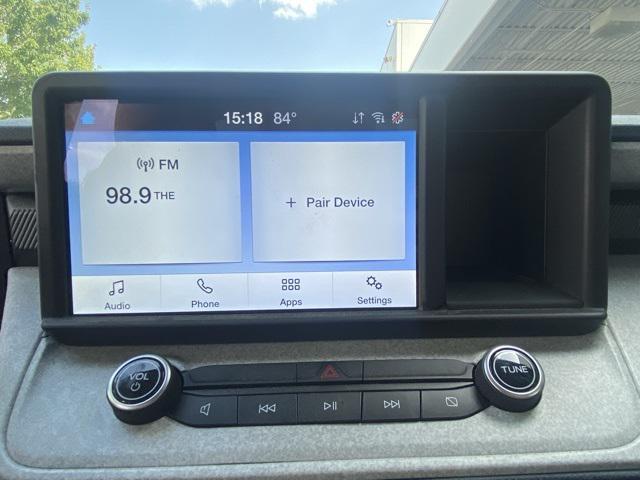 15:18 84°
FM
98.9 THE
+ Pair Device
Audio Phone Apps Settings
VOL
TUNE